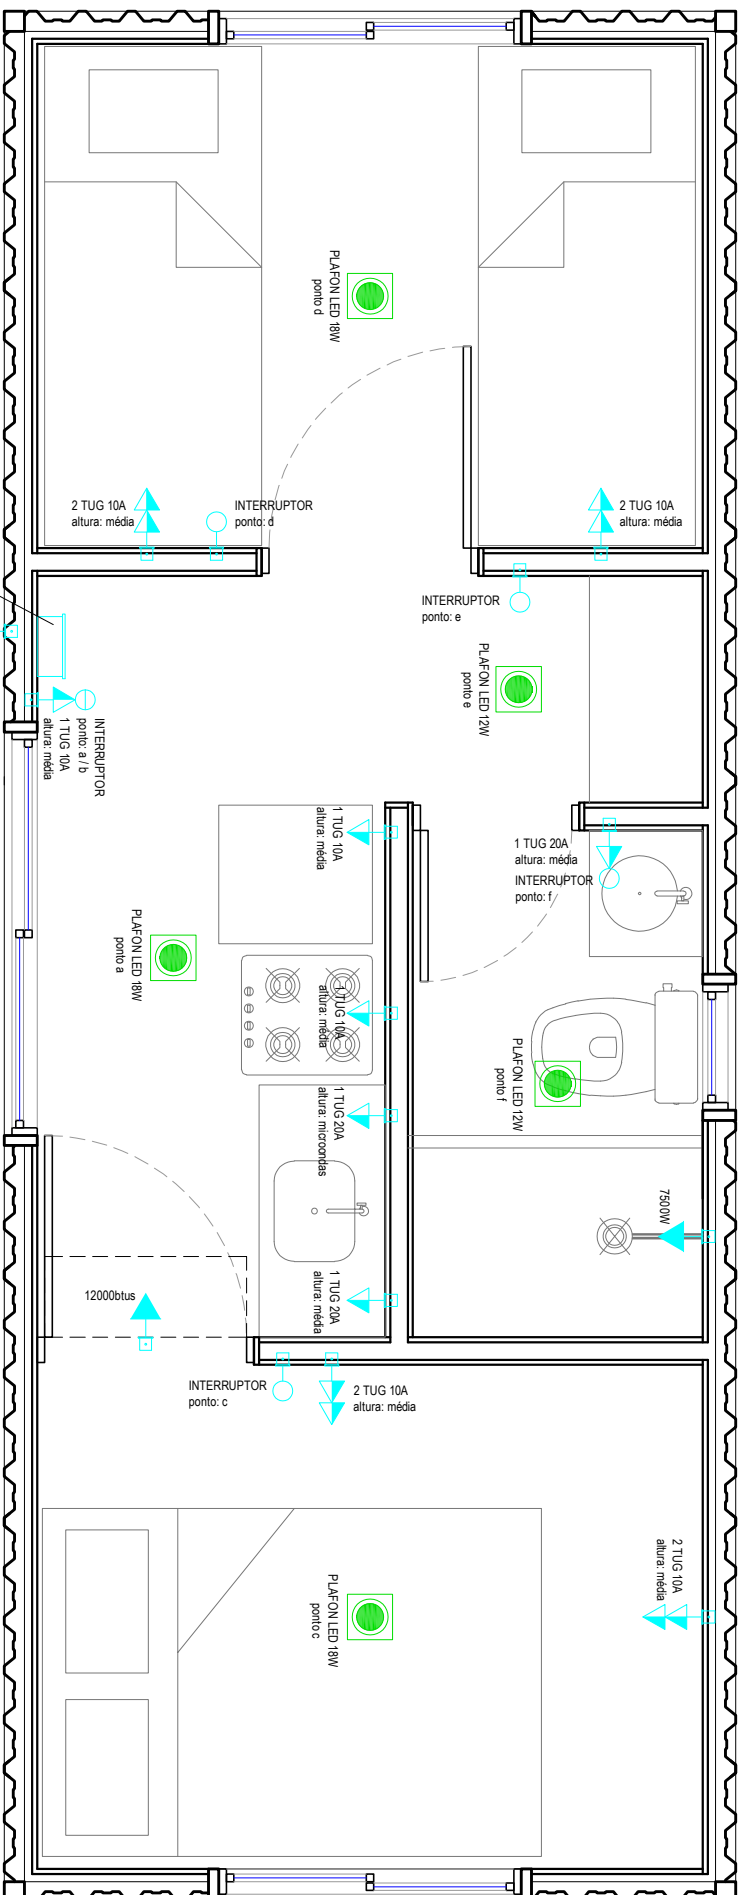 PLAFON LED 18W
ponto d
2 TUG 10A
altura: média
INTERRUPTOR
ponto: d
2 TUG 10A
altura: média
INTERRUPTOR
ponto: e
PLAFON LED 12W
ponto e
INTERRUPTOR
ponto: a / b
1 TUG 10A
altura: média
1 TUG 10A
altura: média
1 TUG 20A
altura: média
INTERRUPTOR
ponto: f
PLAFON LED 18W
ponto a
1 TUG 10A
altura: média
PLAFON LED 12W
ponto f
1 TUG 20A
altura: microondas
7500W
1 TUG 20A
altura: média
12000btus
INTERRUPTOR
ponto: c
2 TUG 10A
altura: média
2 TUG 10A
altura: média
PLAFON LED 18W
ponto c